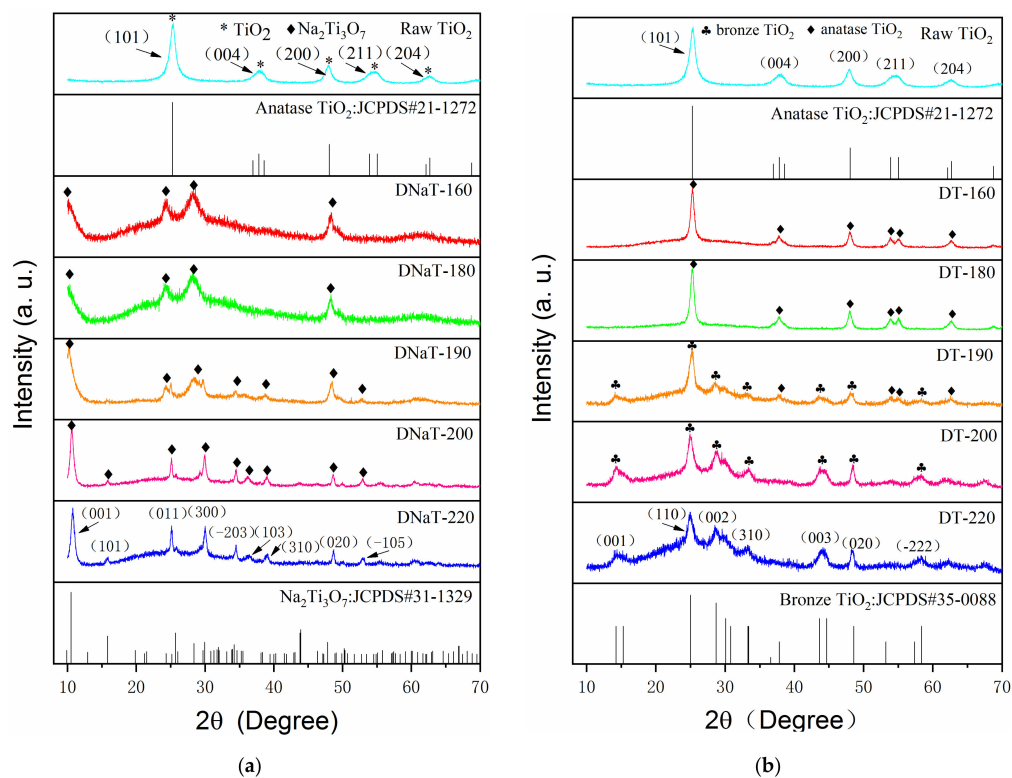 * TiO₂ ◆Na₂Ti₃O₇ Raw TiO₂
* (101) (004) * (200) * (211) * (204) *
Anatase TiO₂:JCPDS#21-1272
DNaT-160
DNaT-180
DNaT-190
DNaT-200
DNaT-220
(001) (011) (300)
(101) (−203) (103) (310) (020) (−105)
Na₂Ti₃O₇:JCPDS#31-1329
10 20 30 40 50 60 70
2θ (Degree)
Intensity (a. u.)
(a)
♣ bronze TiO₂ ◆ anatase TiO₂ Raw TiO₂
(101) (004) (200) (211) (204)
Anatase TiO₂:JCPDS#21-1272
DT-160
DT-180
DT-190
DT-200
DT-220
(110) (002)
(001) (310) (003) (020) (-222)
Bronze TiO₂:JCPDS#35-0088
10 20 30 40 50 60 70
2θ (Degree)
Intensity (a. u.)
(b)